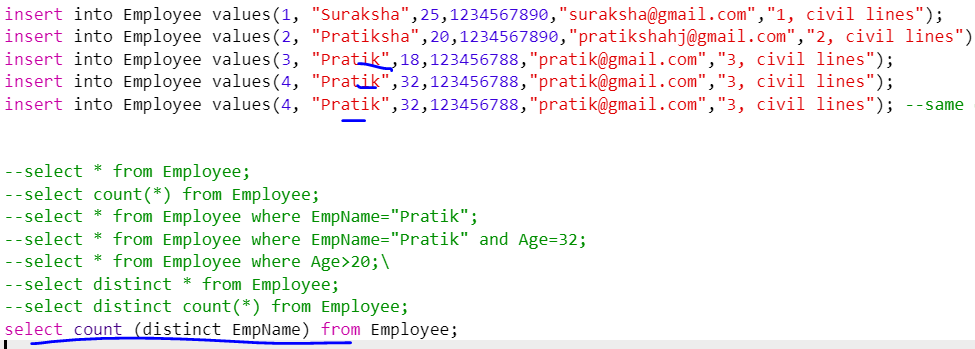 insert into Employee values(1, "Suraksha",25,1234567890,"suraksha@gmail.com","1, civil lines");
insert into Employee values(2, "Pratiksha",20,1234567890,"pratikshahj@gmail.com","2, civil lines")
insert into Employee values(3, "Pratik",18,123456788,"pratik@gmail.com","3, civil lines");
insert into Employee values(4, "Pratik",32,123456788,"pratik@gmail.com","3, civil lines");
insert into Employee values(4, "Pratik",32,123456788,"pratik@gmail.com","3, civil lines"); --same
--select * from Employee;
--select count(*) from Employee;
--select * from Employee where EmpName="Pratik";
--select * from Employee where EmpName="Pratik" and Age=32;
--select * from Employee where Age>20;\
--select distinct * from Employee;
--select distinct count(*) from Employee;
select count (distinct EmpName) from Employee;